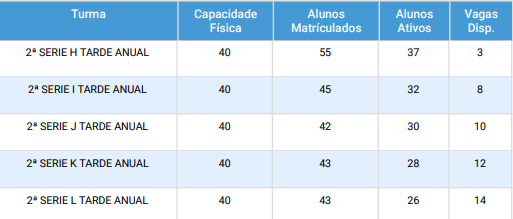 Turma Capacidade Física Alunos Matrículados Alunos Ativos Vagas Disp.
2ª SERIE H TARDE ANUAL 40 55 37 3
2ª SERIE I TARDE ANUAL 40 45 32 8
2ª SERIE J TARDE ANUAL 40 42 30 10
2ª SERIE K TARDE ANUAL 40 43 28 12
2ª SERIE L TARDE ANUAL 40 43 26 14